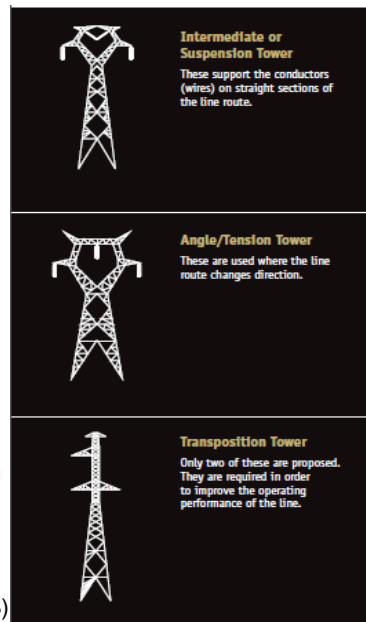 Intermediate or
Suspension Tower
These support the conductors
(wires) on straight sections of
the line route.
Angle/Tension Tower
These are used where the line
route changes direction.
Transposition Tower
Only two of these are proposed.
They are required in order
to improve the operating
performance of the line.
)